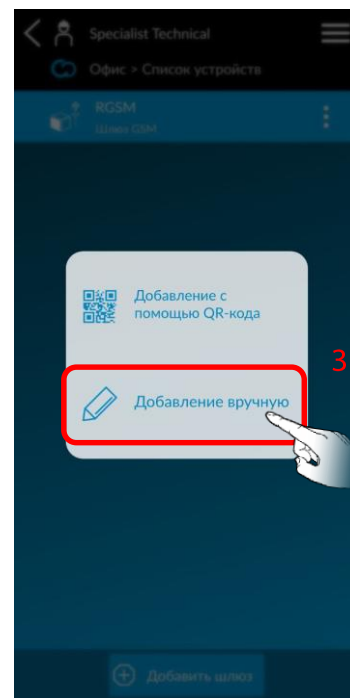 Specialist Technical
Офис > Список устройств
RGSM
Шлюз GSM
Добавление с
помощью QR-кода
3
Добавление вручную
Добавить шлюз